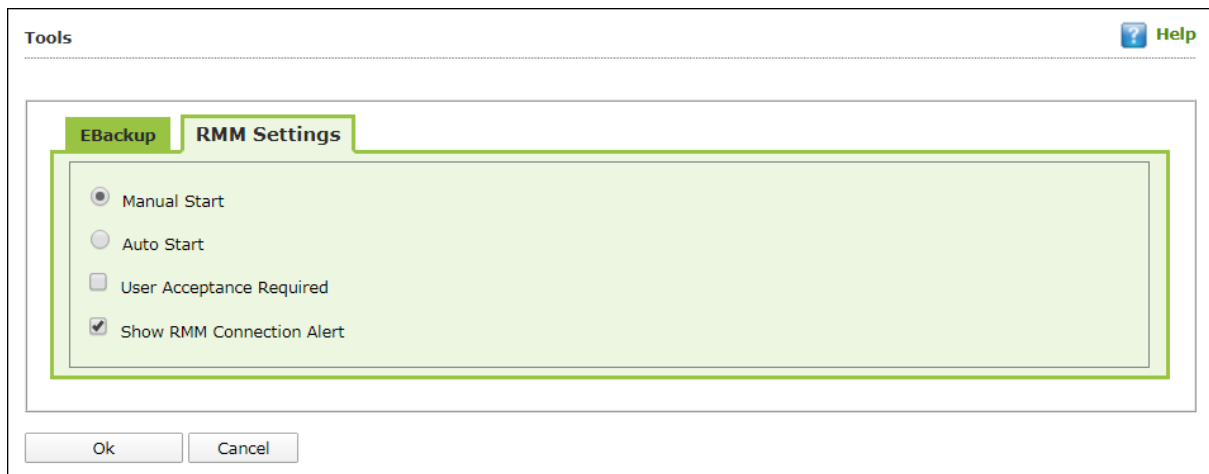 Tools
Help
EBackup
RMM Settings
Manual Start
Auto Start
User Acceptance Required
Show RMM Connection Alert
Ok
Cancel